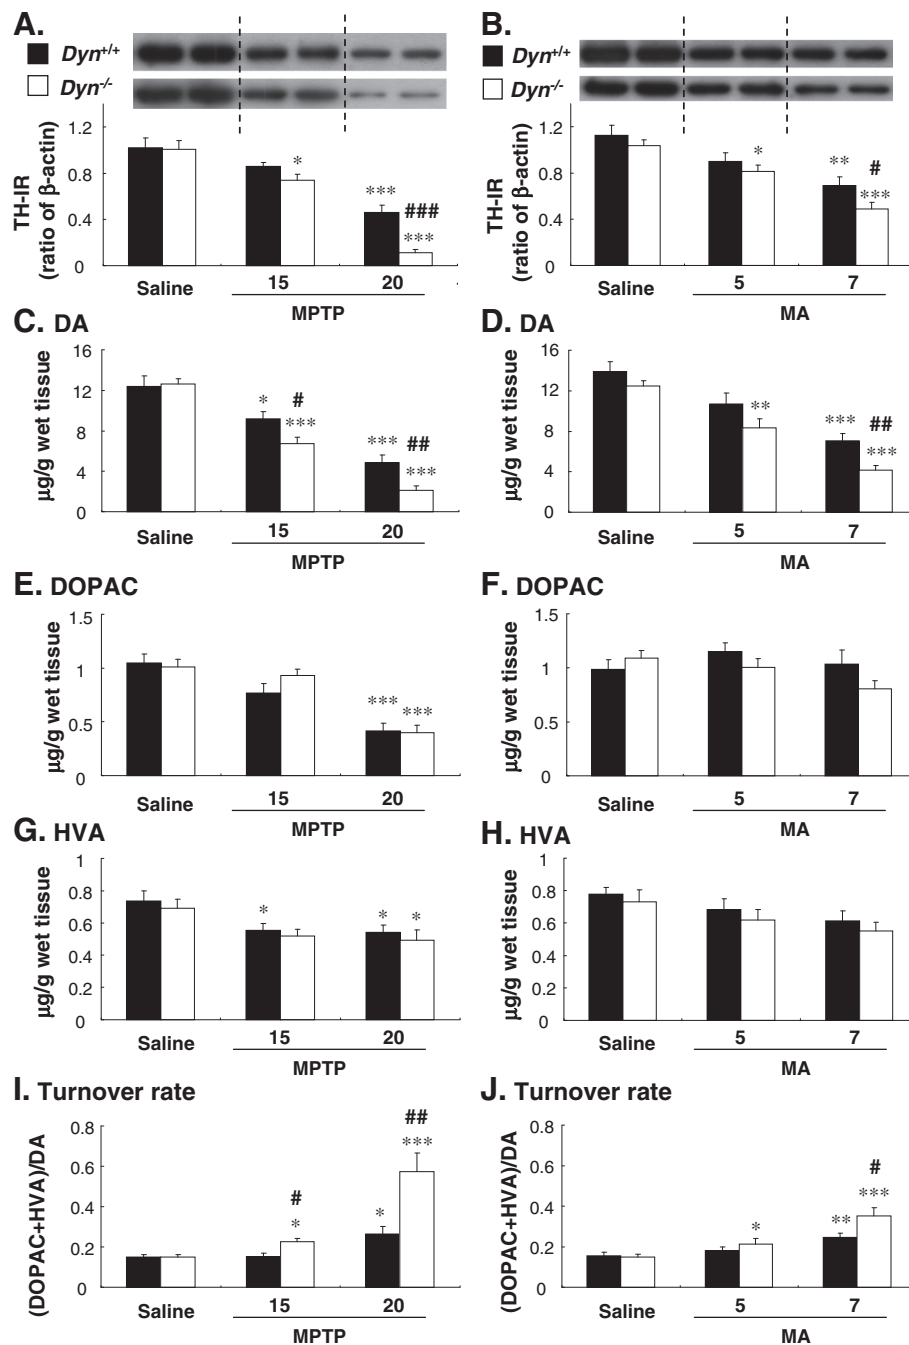 A.
Dyn+/+
Dyn-/-
TH-IR
(ratio of β-actin)
1.2
0.8
0.4
0
*
***
###
***
Saline
15
20
MPTP
B.
Dyn+/+
Dyn-/-
TH-IR
(ratio of β-actin)
1.2
0.8
0.4
0
*
**
#
***
Saline
5
7
MA
C. DA
µg/g wet tissue
16
12
8
4
0
*
#
***
***
##
***
Saline
15
20
MPTP
D. DA
µg/g wet tissue
16
12
8
4
0
**
***
##
***
Saline
5
7
MA
E. DOPAC
µg/g wet tissue
1.5
1
0.5
0
***
***
Saline
15
20
MPTP
F. DOPAC
µg/g wet tissue
1.5
1
0.5
0
Saline
5
7
MA
G. HVA
µg/g wet tissue
1
0.8
0.6
0.4
0.2
0
*
*
*
Saline
15
20
MPTP
H. HVA
µg/g wet tissue
1
0.8
0.6
0.4
0.2
0
Saline
5
7
MA
I. Turnover rate
(DOPAC+HVA)/DA
0.8
0.6
0.4
0.2
0
#
*
*
##
***
Saline
15
20
MPTP
J. Turnover rate
(DOPAC+HVA)/DA
0.8
0.6
0.4
0.2
0
*
**
#
***
Saline
5
7
MA